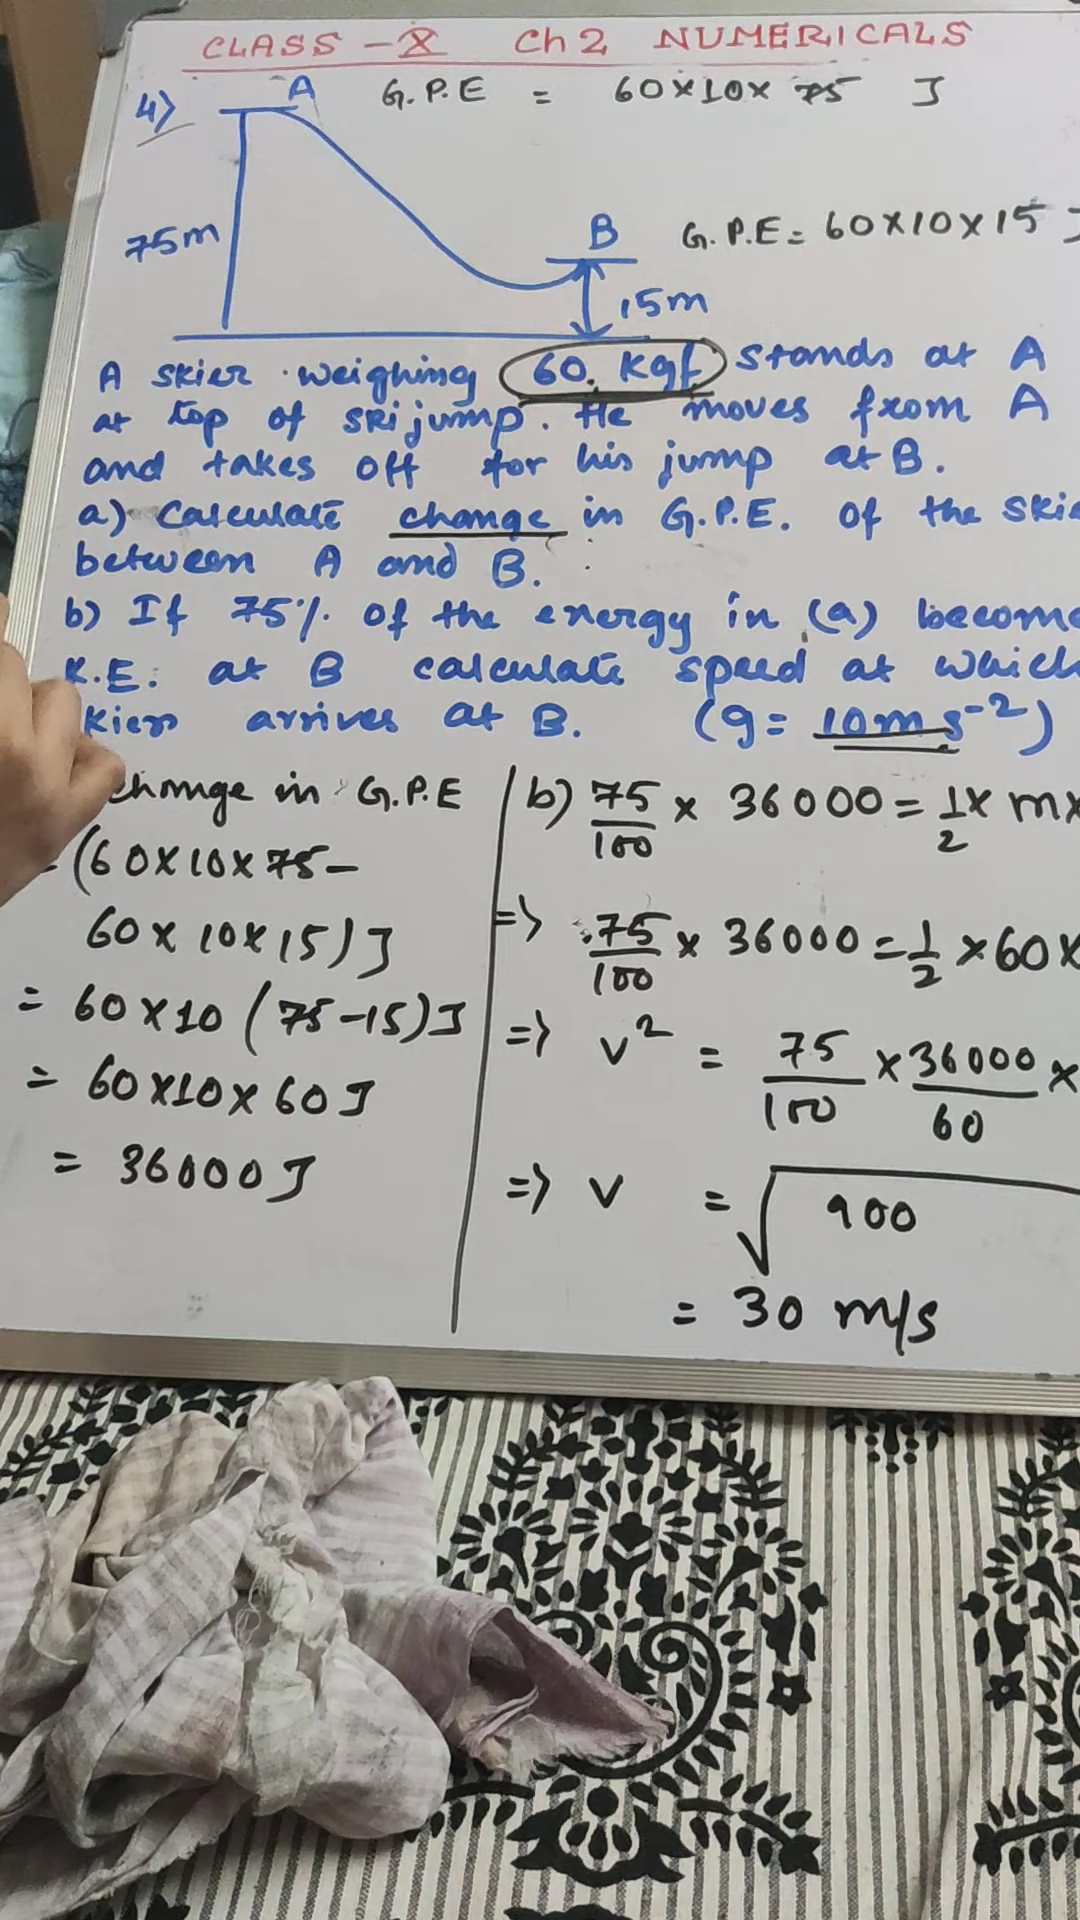 CLASS - X Ch 2 NUMERICALS
4) A G.P.E = 60×10×75 J
75m B G.P.E = 60×10×15 J
15m
A skier weighing 60 Kgf stands at A
at top of ski jump. He moves from A
and takes off for his jump at B.
a) Calculate change in G.P.E. of the skie
between A and B.
b) If 75% of the energy in (a) become
K.E. at B calculate speed at which
kier arrives at B. (g = 10 m s⁻²)
change in G.P.E
= (60×10×75 -
60×10×15) J
= 60×10 (75-15) J
= 60×10×60 J
= 36000 J
b) 75/100 × 36000 = 1/2 × m×
=> 75/100 × 36000 = 1/2 × 60×
=> v² = 75/100 × 36000/60 ×
=> v = √900
= 30 m/s